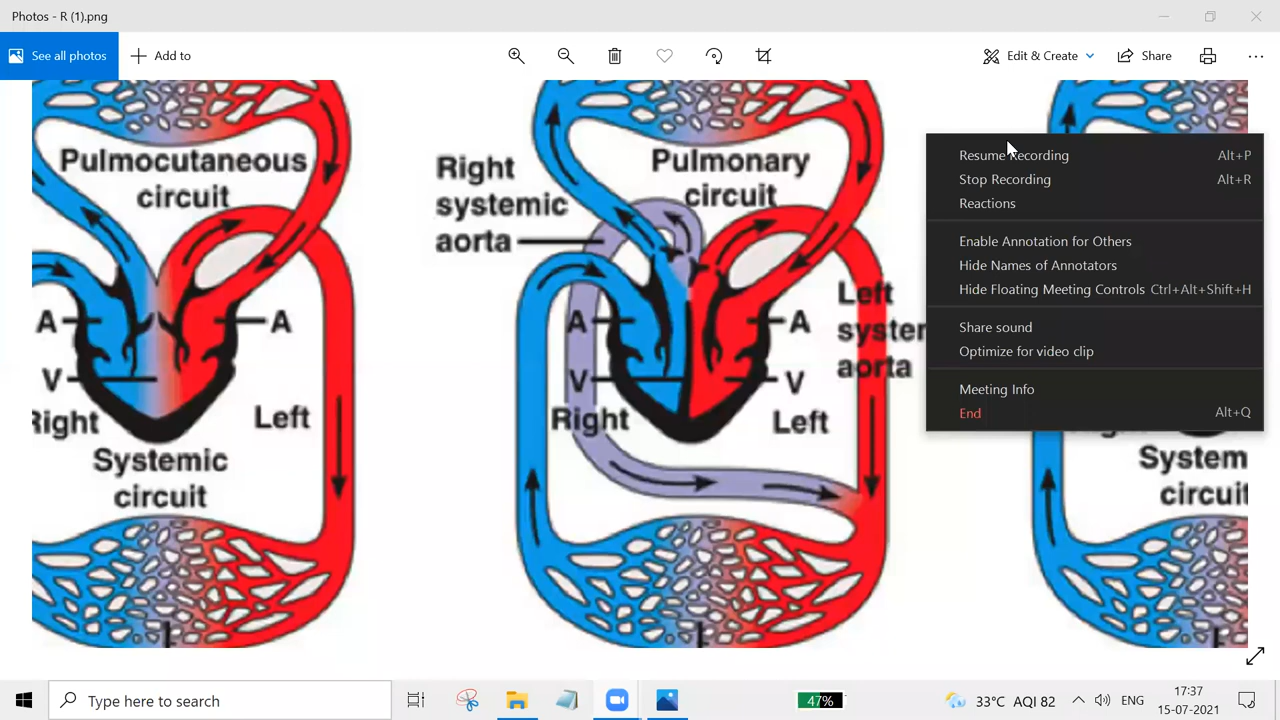 Photos - R (1).png
See all photos
Add to
Edit & Create
Share
Pulmocutaneous
circuit
A
A
V
Right
Left
Systemic
circuit
Right
systemic
aorta
Pulmonary
circuit
A
A
V
V
Right
Left
Left
aorta
Resume Recording Alt+P
Stop Recording Alt+R
Reactions
Enable Annotation for Others
Hide Names of Annotators
Hide Floating Meeting Controls Ctrl+Alt+Shift+H
Share sound
Optimize for video clip
Meeting Info
End Alt+Q
System
Type here to search
47%
33°C AQI 82
ENG
17:37
15-07-2021